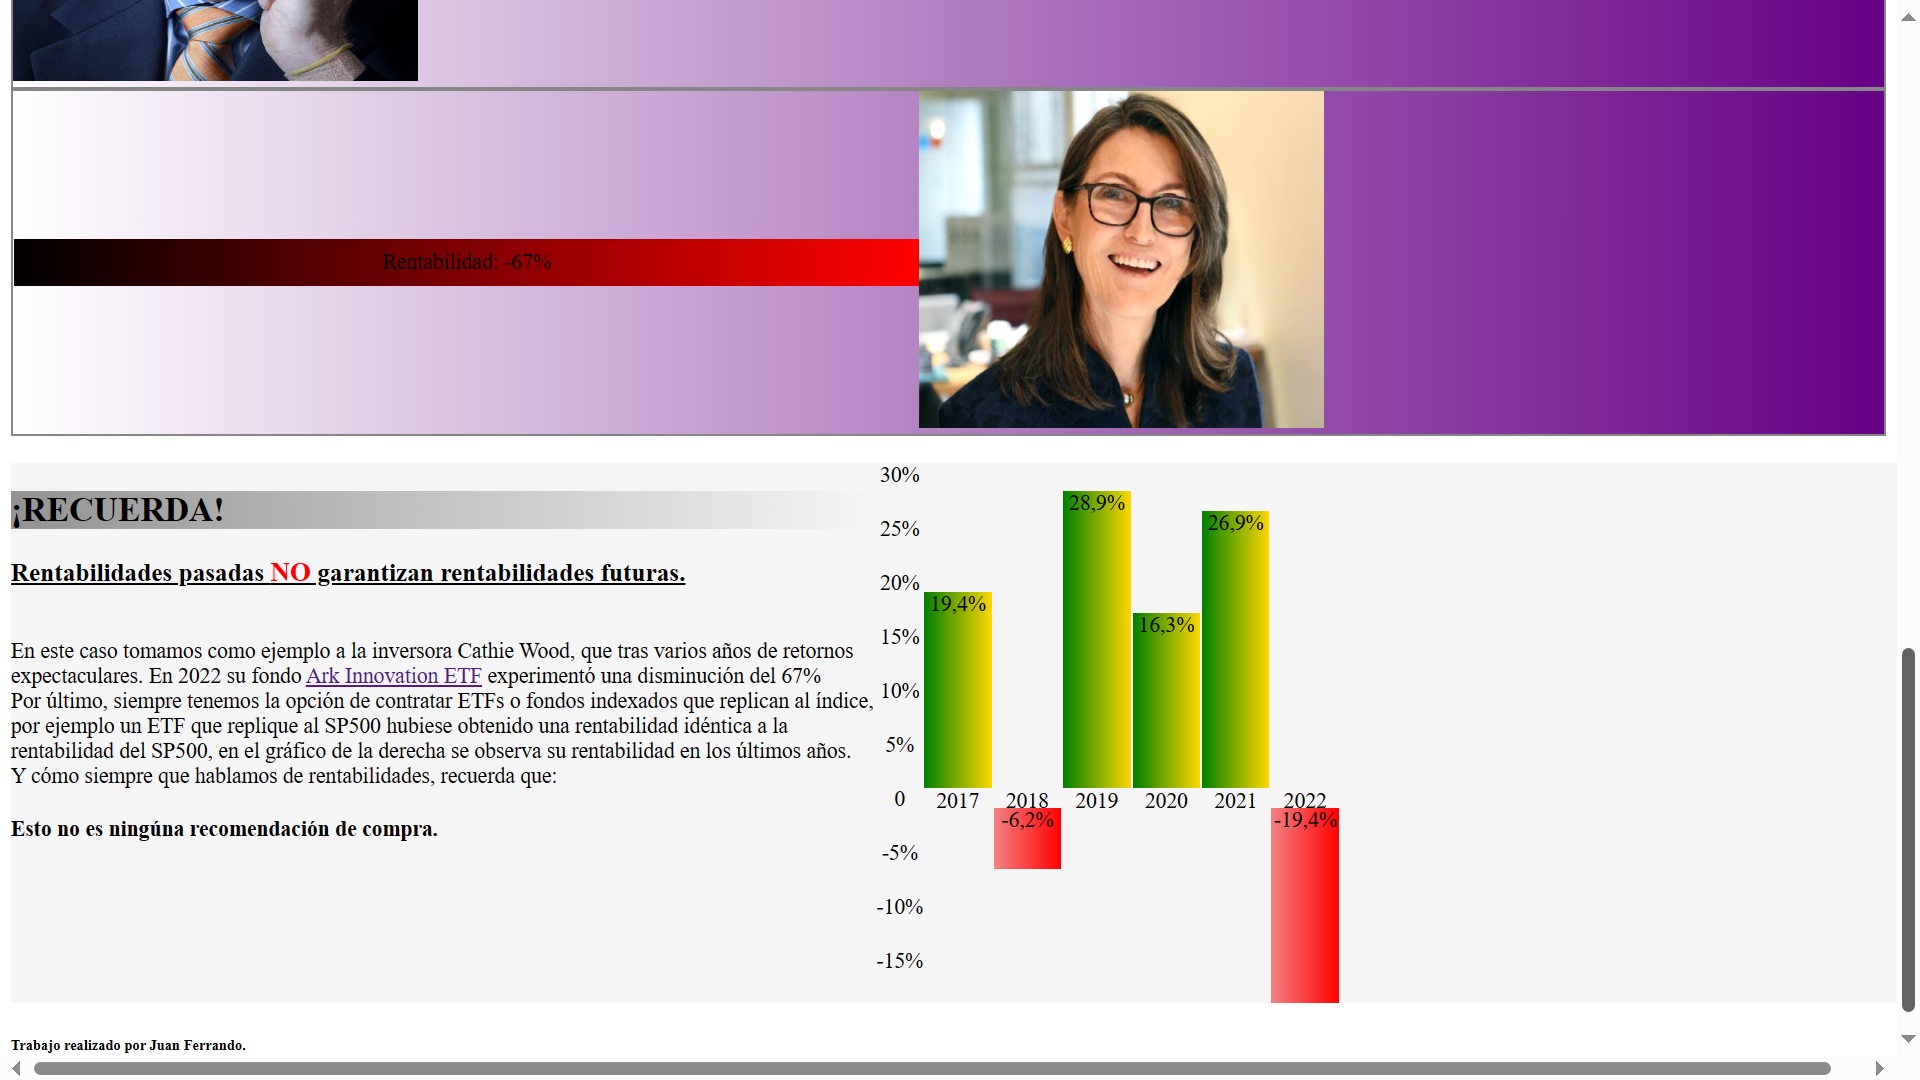 Rentabilidad: -67%
¡RECUERDA!
Rentabilidades pasadas NO garantizan rentabilidades futuras.
En este caso tomamos como ejemplo a la inversora Cathie Wood, que tras varios años de retornos
expectaculares. En 2022 su fondo Ark Innovation ETF experimentó una disminución del 67%
Por último, siempre tenemos la opción de contratar ETFs o fondos indexados que replican al índice,
por ejemplo un ETF que replique al SP500 hubiese obtenido una rentabilidad idéntica a la
rentabilidad del SP500, en el gráfico de la derecha se observa su rentabilidad en los últimos años.
Y cómo siempre que hablamos de rentabilidades, recuerda que:
Esto no es ningúna recomendación de compra.
30%
25%
20%
15%
10%
5%
0
-5%
-10%
-15%
19,4%
28,9%
16,3%
26,9%
2017 2018 2019 2020 2021 2022
-6,2%
-19,4%
Trabajo realizado por Juan Ferrando.